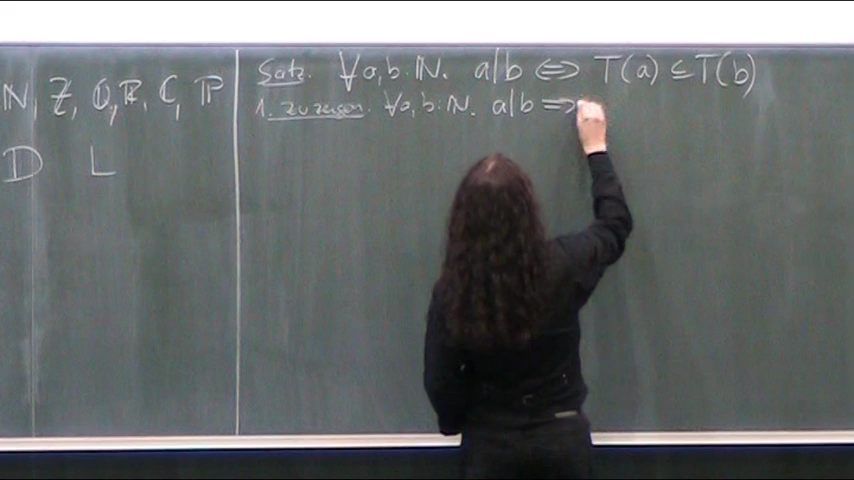 ℕ, ℤ, ℚ, ℝ, ℂ, ℙ
D L
Satz. ∀a,b:ℕ. a|b ⇔ T(a) ⊆ T(b)
1. Zu zeigen: ∀a,b:ℕ. a|b ⇒